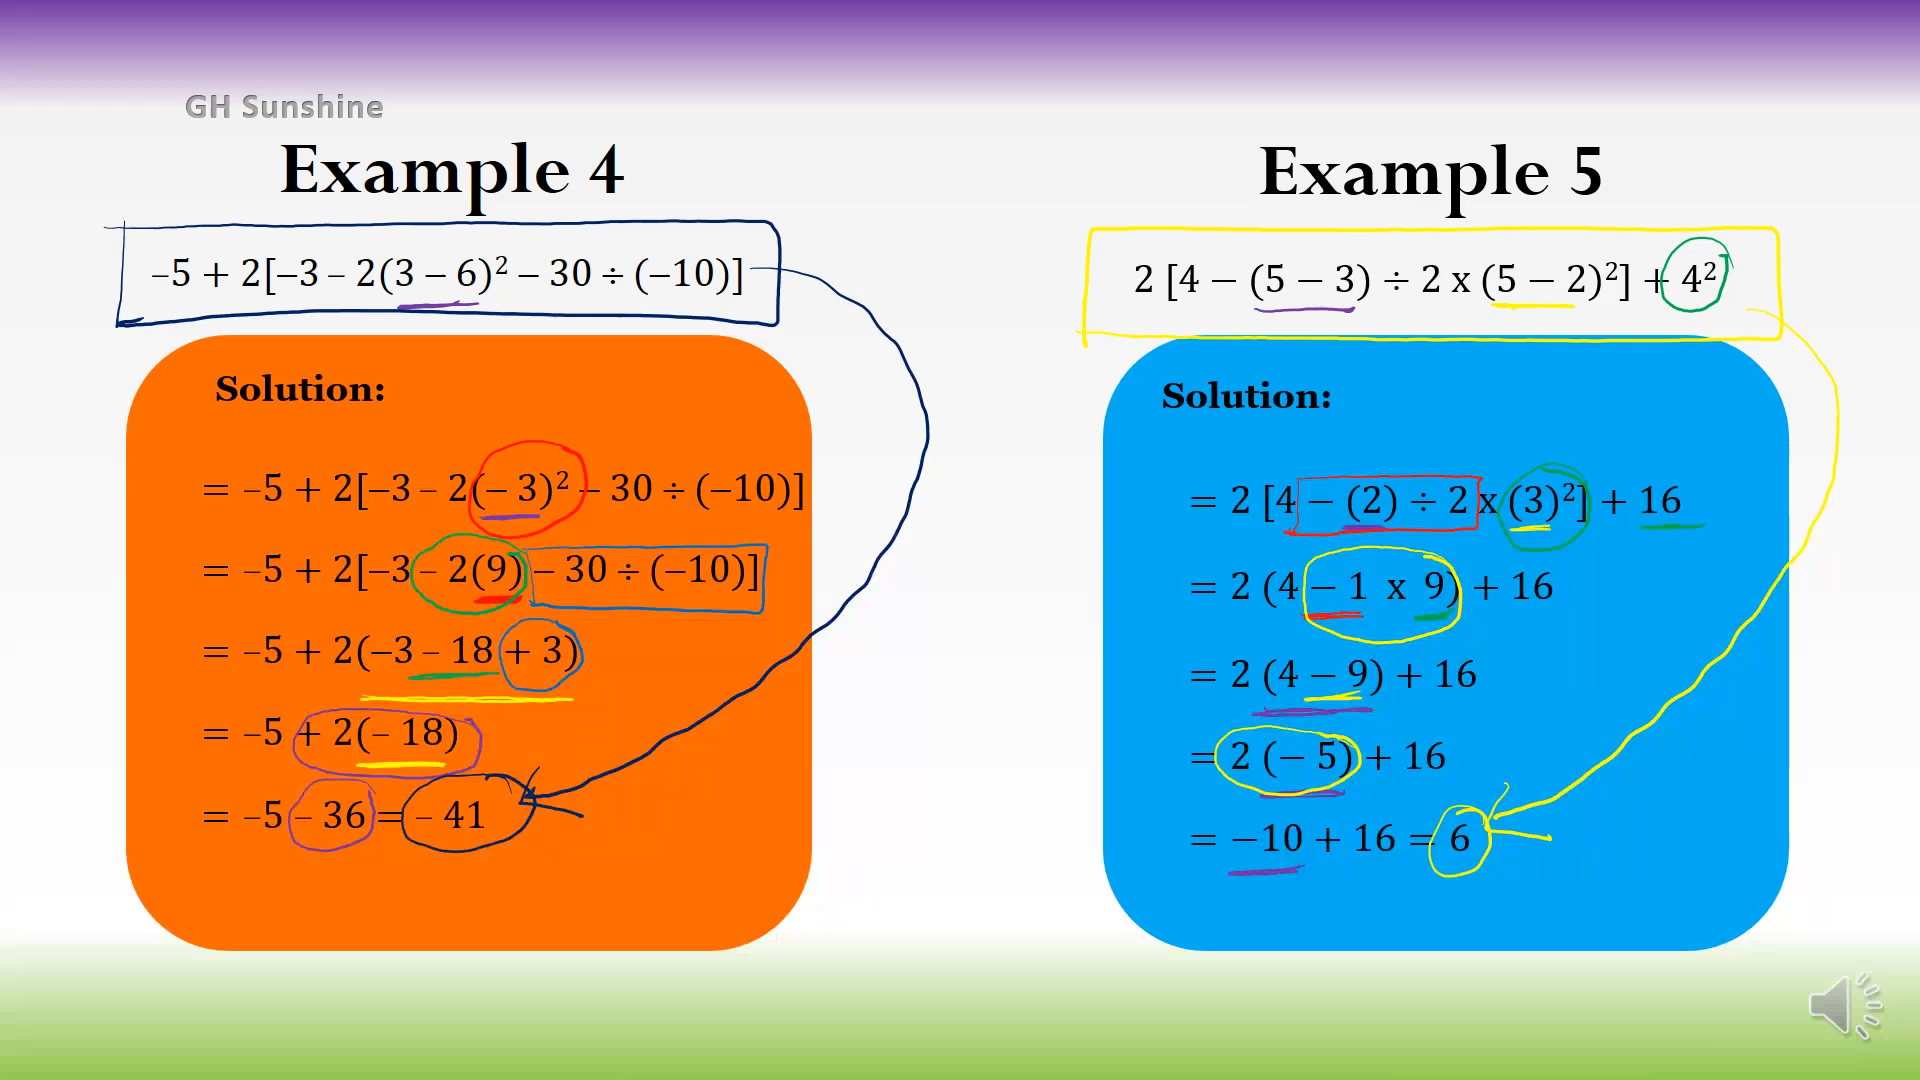 GH Sunshine
Example 4
–5 + 2[–3 – 2(3 – 6)² – 30 ÷ (–10)]
Solution:
= –5 + 2[–3 – 2(– 3)² – 30 ÷ (–10)]
= –5 + 2[–3 – 2(9) – 30 ÷ (–10)]
= –5 + 2(–3 – 18 + 3)
= –5 + 2(– 18)
= –5 – 36 = – 41
Example 5
2 [4 − (5 − 3) ÷ 2 x (5 − 2)²] + 4²
Solution:
= 2 [4 − (2) ÷ 2 x (3)²] + 16
= 2 (4 − 1 x 9) + 16
= 2 (4 − 9) + 16
= 2 (− 5) + 16
= −10 + 16 = 6